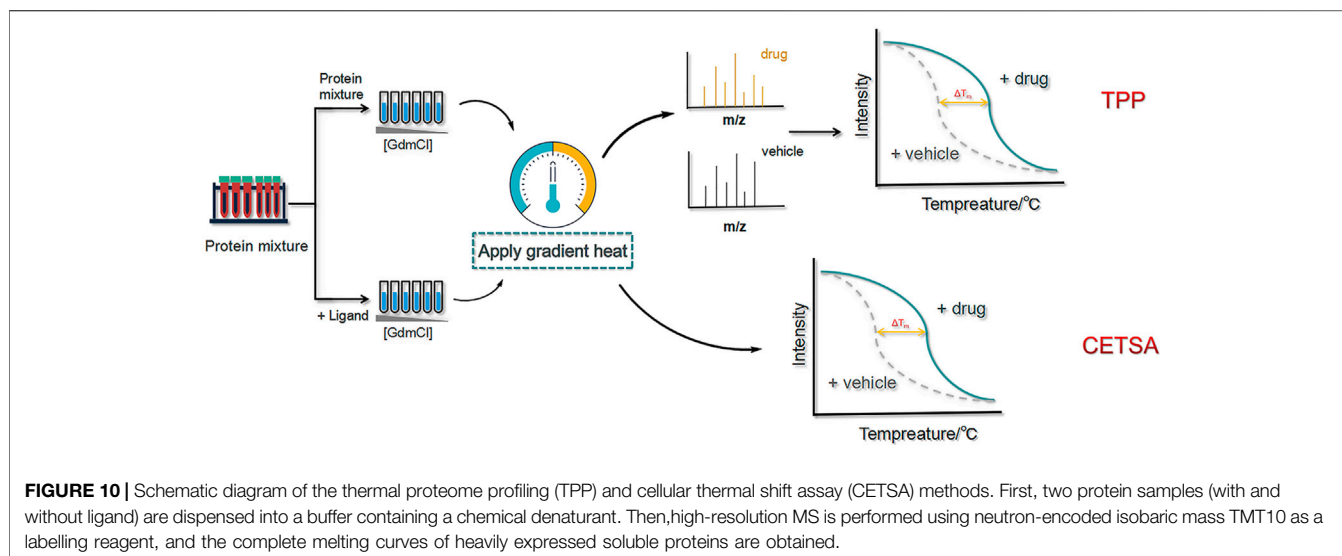 Protein
mixture
[GdmCl]
Protein mixture
+ Ligand
[GdmCl]
Apply gradient heat
drug
m/z
vehicle
m/z
Intensity
+ drug
ΔTm
+ vehicle
Tempreature/℃
TPP
Intensity
+ drug
ΔTm
+ vehicle
Tempreature/℃
CETSA
FIGURE 10 | Schematic diagram of the thermal proteome profiling (TPP) and cellular thermal shift assay (CETSA) methods. First, two protein samples (with and
without ligand) are dispensed into a buffer containing a chemical denaturant. Then,high-resolution MS is performed using neutron-encoded isobaric mass TMT10 as a
labelling reagent, and the complete melting curves of heavily expressed soluble proteins are obtained.